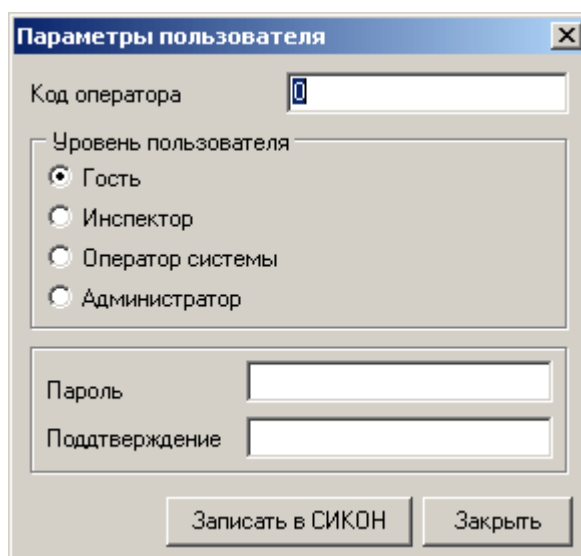 Параметры пользователя
Код оператора 0
Уровень пользователя
Гость
Инспектор
Оператор системы
Администратор
Пароль
Поддтверждение
Записать в СИКОН Закрыть